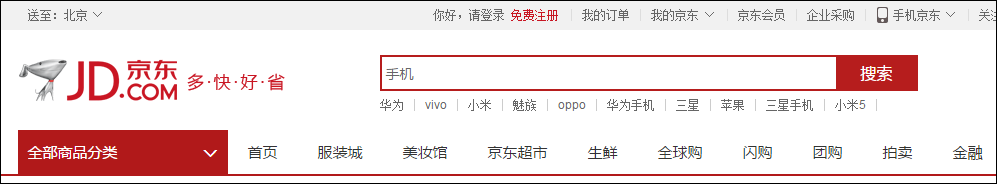 送至：北京 你好，请登录 免费注册 我的订单 我的京东 京东会员 企业采购 手机京东 关注
JD.COM 京东 多·快·好·省
手机 搜索
华为 vivo 小米 魅族 oppo 华为手机 三星 苹果 三星手机 小米5
全部商品分类 首页 服装城 美妆馆 京东超市 生鲜 全球购 闪购 团购 拍卖 金融